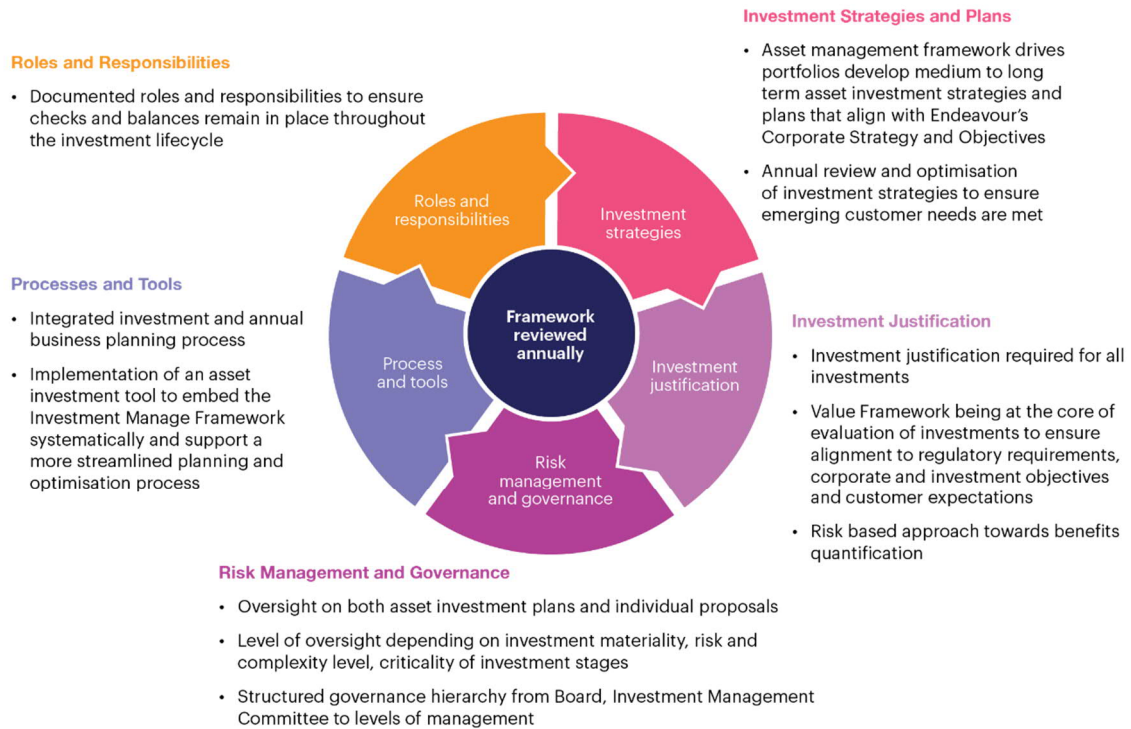 Investment Strategies and Plans
• Asset management framework drives
portfolios develop medium to long
term asset investment strategies and
plans that align with Endeavour's
Corporate Strategy and Objectives
• Annual review and optimisation
of investment strategies to ensure
emerging customer needs are met
Roles and Responsibilities
• Documented roles and responsibilities to ensure
checks and balances remain in place throughout
the investment lifecycle
Roles and
responsibilities
Investment
strategies
Processes and Tools
• Integrated investment and annual
business planning process
• Implementation of an asset
investment tool to embed the
Investment Manage Framework
systematically and support a
more streamlined planning and
optimisation process
Framework
reviewed
annually
Process
and tools
Investment
justification
Risk
management
and governance
Investment Justification
• Investment justification required for all
investments
• Value Framework being at the core of
evaluation of investments to ensure
alignment to regulatory requirements,
corporate and investment objectives
and customer expectations
• Risk based approach towards benefits
quantification
Risk Management and Governance
• Oversight on both asset investment plans and individual proposals
• Level of oversight depending on investment materiality, risk and
complexity level, criticality of investment stages
• Structured governance hierarchy from Board, Investment Management
Committee to levels of management